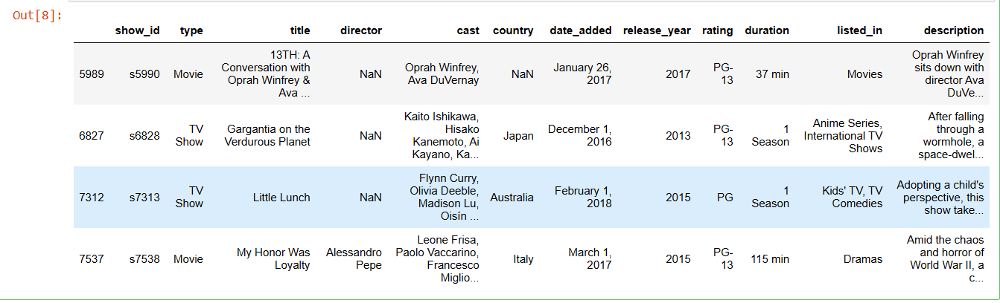 Out[8]:
show_id type title director cast country date_added release_year rating duration listed_in description
5989 s5990 Movie 13TH: A Conversation with Oprah Winfrey & Ava ... NaN Oprah Winfrey, Ava DuVernay NaN January 26, 2017 2017 PG-13 37 min Movies Oprah Winfrey sits down with director Ava DuVe...
6827 s6828 TV Show Gargantia on the Verdurous Planet NaN Kaito Ishikawa, Hisako Kanemoto, Ai Kayano, Ka... Japan December 1, 2016 2013 PG-13 1 Season Anime Series, International TV Shows After falling through a wormhole, a space-dwel...
7312 s7313 TV Show Little Lunch NaN Flynn Curry, Olivia Deeble, Madison Lu, Oisín ... Australia February 1, 2018 2015 PG 1 Season Kids' TV, TV Comedies Adopting a child's perspective, this show take...
7537 s7538 Movie My Honor Was Loyalty Alessandro Pepe Leone Frisa, Paolo Vaccarino, Francesco Miglio... Italy March 1, 2017 2015 PG-13 115 min Dramas Amid the chaos and horror of World War II, a c...